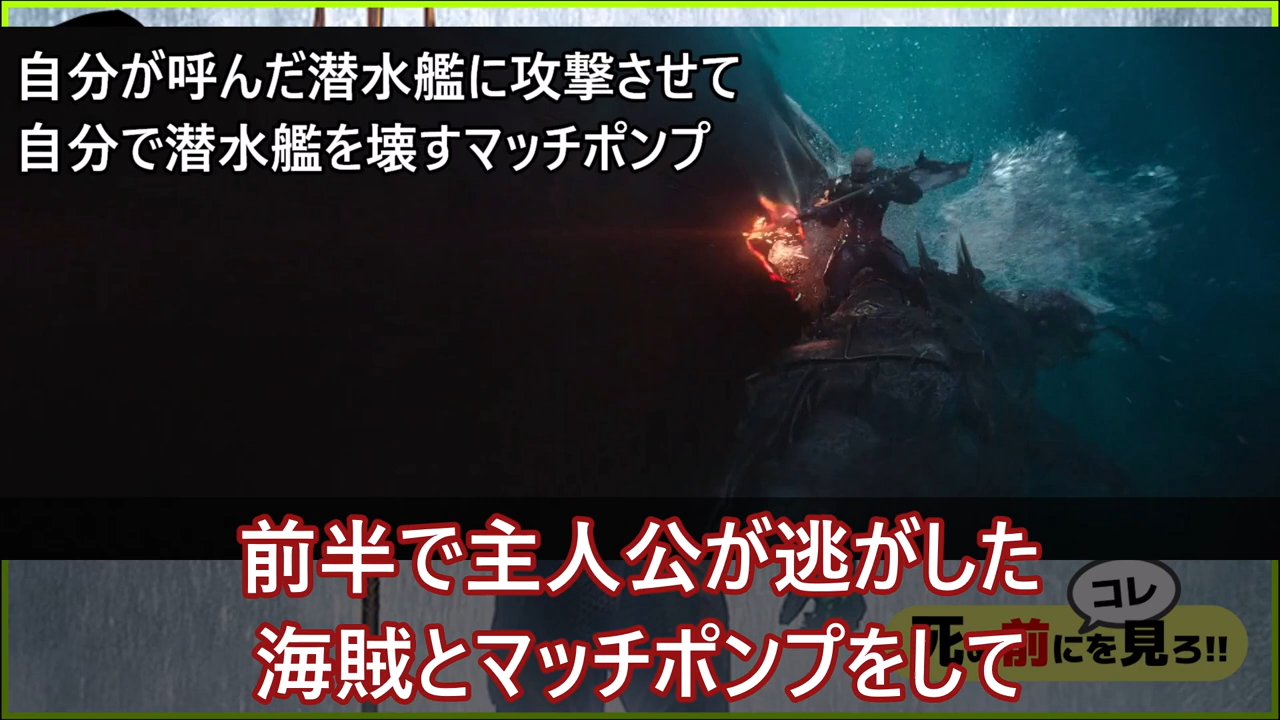 自分が呼んだ潜水艦に攻撃させて
自分で潜水艦を壊すマッチポンプ
前半で主人公が逃がした
海賊とマッチポンプをして
コレ
死ぬ前にを見ろ!!